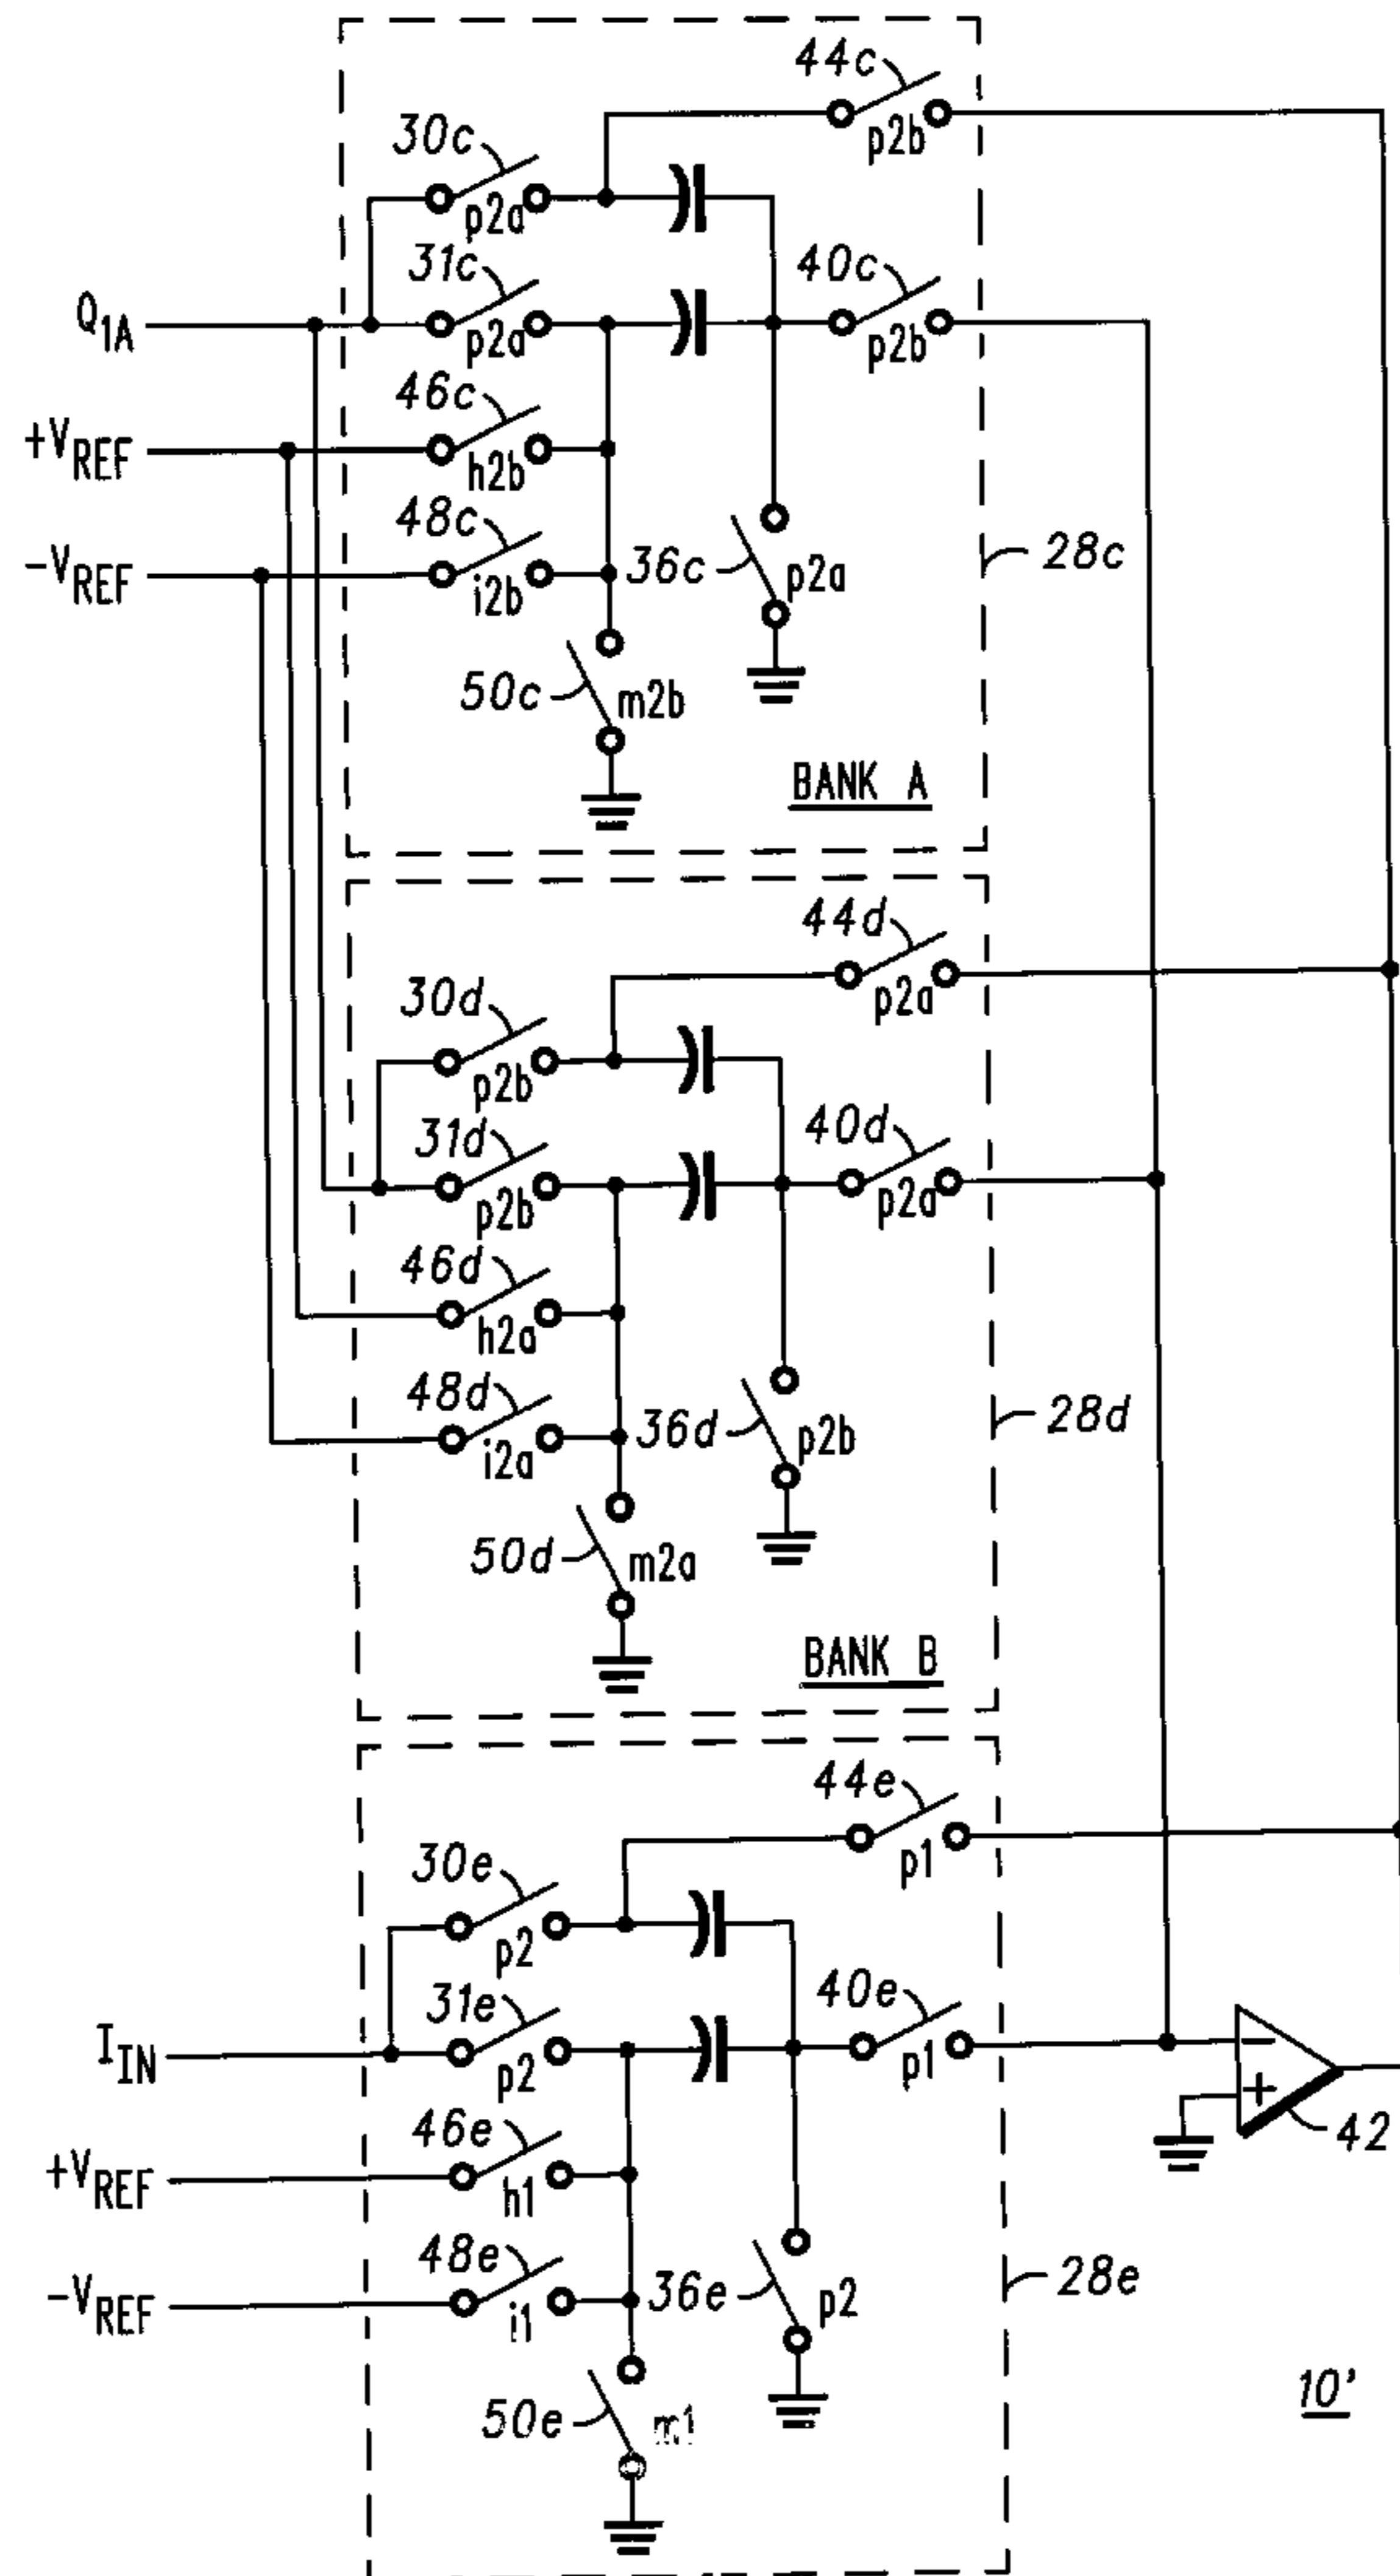 44c
p2b
30c
p2a
31c
40c
Q1A
p2a
p2b
46c
+VREF
h2b
48c
-VREF
i2b
36c
p2a
28c
50c
m2b
BANK A
44d
p2a
30d
p2b
31d
40d
p2b
p2a
46d
h2a
48d
i2a
36d
p2b
28d
50d
m2a
BANK B
44e
p1
30e
p2
31e
40e
IIN
p2
p1
-
+
42
46e
+VREF
h1
48e
-VREF
i1
36e
p2
28e
10'
50e
m1